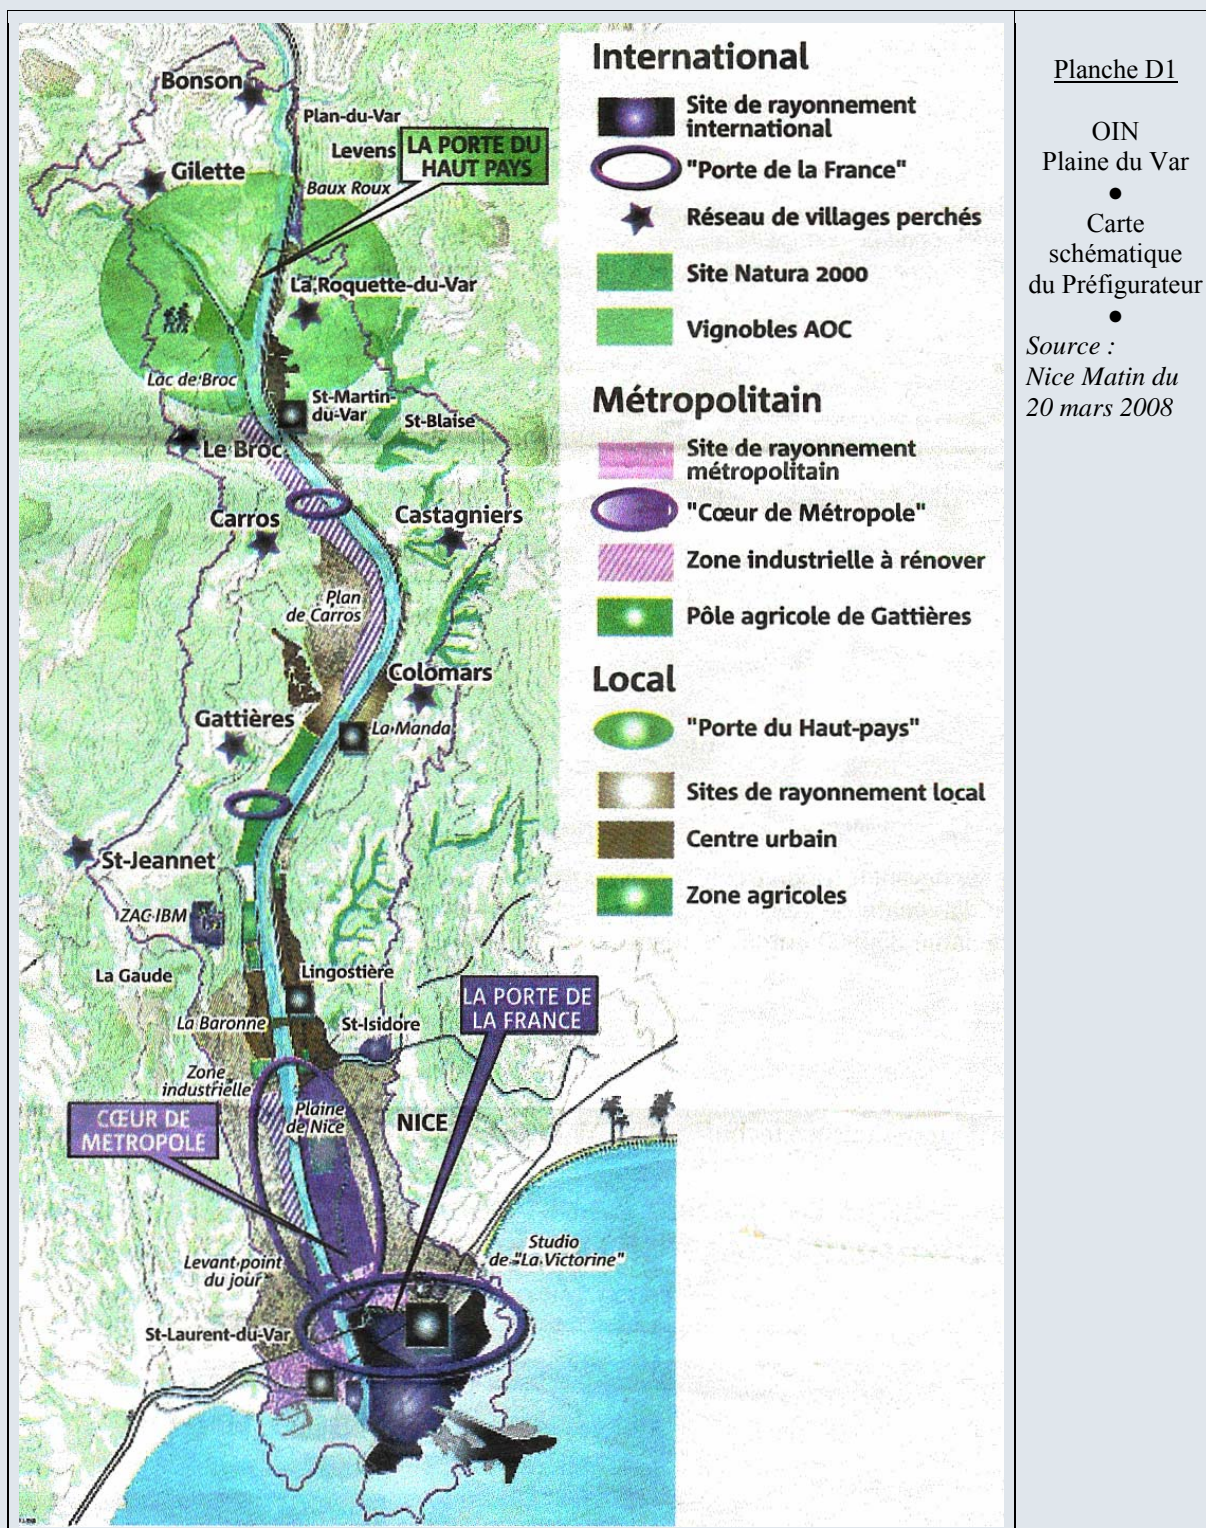 Bonson
Plan-du-Var
Levens
LA PORTE DU
HAUT PAYS
Gilette
Baux Roux
La Roquette-du-Var
Lac de Broc
St-Martin-
du-Var
St-Blaise
Le Broc
Carros
Castagniers
Plan
de Carros
Colomars
Gattières
La Manda
St-Jeannet
ZAC IBM
La Gaude
Lingostière
LA PORTE DE
LA FRANCE
La Baronne
St-Isidore
Zone
industrielle
Plaine
de Nice
NICE
CŒUR DE
METROPOLE
Studio
de "La Victorine"
Levant point
du jour
St-Laurent-du-Var
International
Site de rayonnement
international
"Porte de la France"
Réseau de villages perchés
Site Natura 2000
Vignobles AOC
Métropolitain
Site de rayonnement
métropolitain
"Cœur de Métropole"
Zone industrielle à rénover
Pôle agricole de Gattières
Local
"Porte du Haut-pays"
Sites de rayonnement local
Centre urbain
Zone agricoles
Planche D1
OIN
Plaine du Var
●
Carte
schématique
du Préfigurateur
●
Source :
Nice Matin du
20 mars 2008